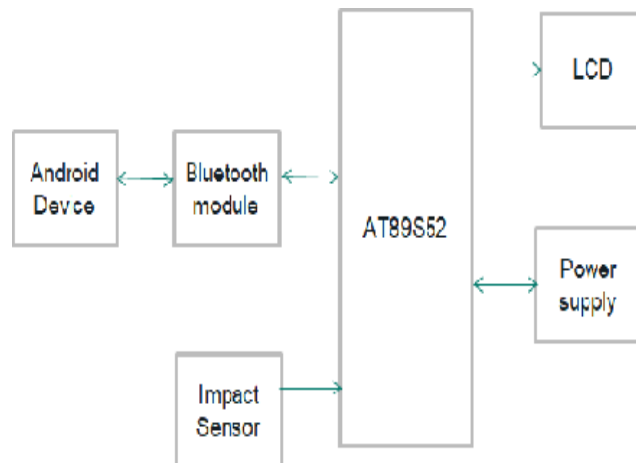 LCD
Android
Device
Bluetooth
module
AT89S52
Power
supply
Impact
Sensor